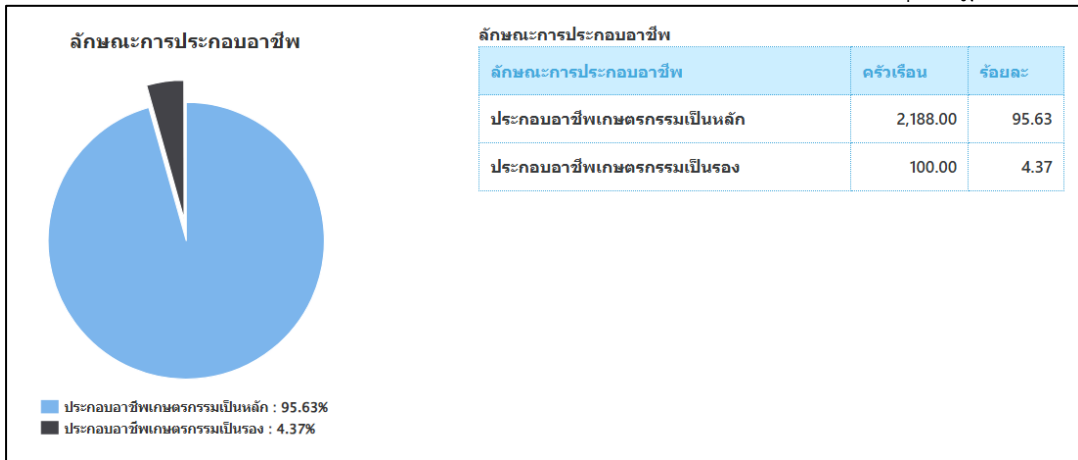 ลักษณะการประกอบอาชีพ
ประกอบอาชีพเกษตรกรรมเป็นหลัก : 95.63%
ประกอบอาชีพเกษตรกรรมเป็นรอง : 4.37%
ลักษณะการประกอบอาชีพ
ลักษณะการประกอบอาชีพ ครัวเรือน ร้อยละ
ประกอบอาชีพเกษตรกรรมเป็นหลัก 2,188.00 95.63
ประกอบอาชีพเกษตรกรรมเป็นรอง 100.00 4.37